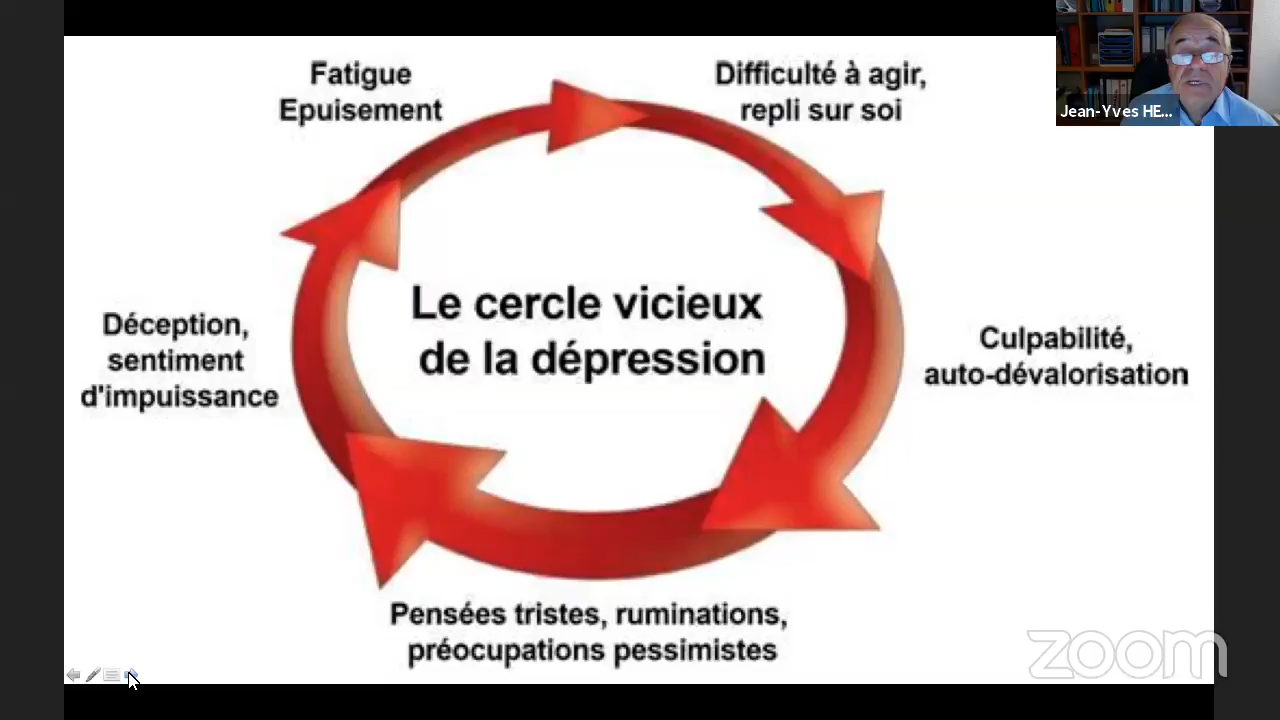 Fatigue
Epuisement
Difficulté à agir,
repli sur soi
Jean-Yves HE...
Le cercle vicieux
de la dépression
Déception,
sentiment
d'impuissance
Culpabilité,
auto-dévalorisation
Pensées tristes, ruminations,
préocupations pessimistes
zoom